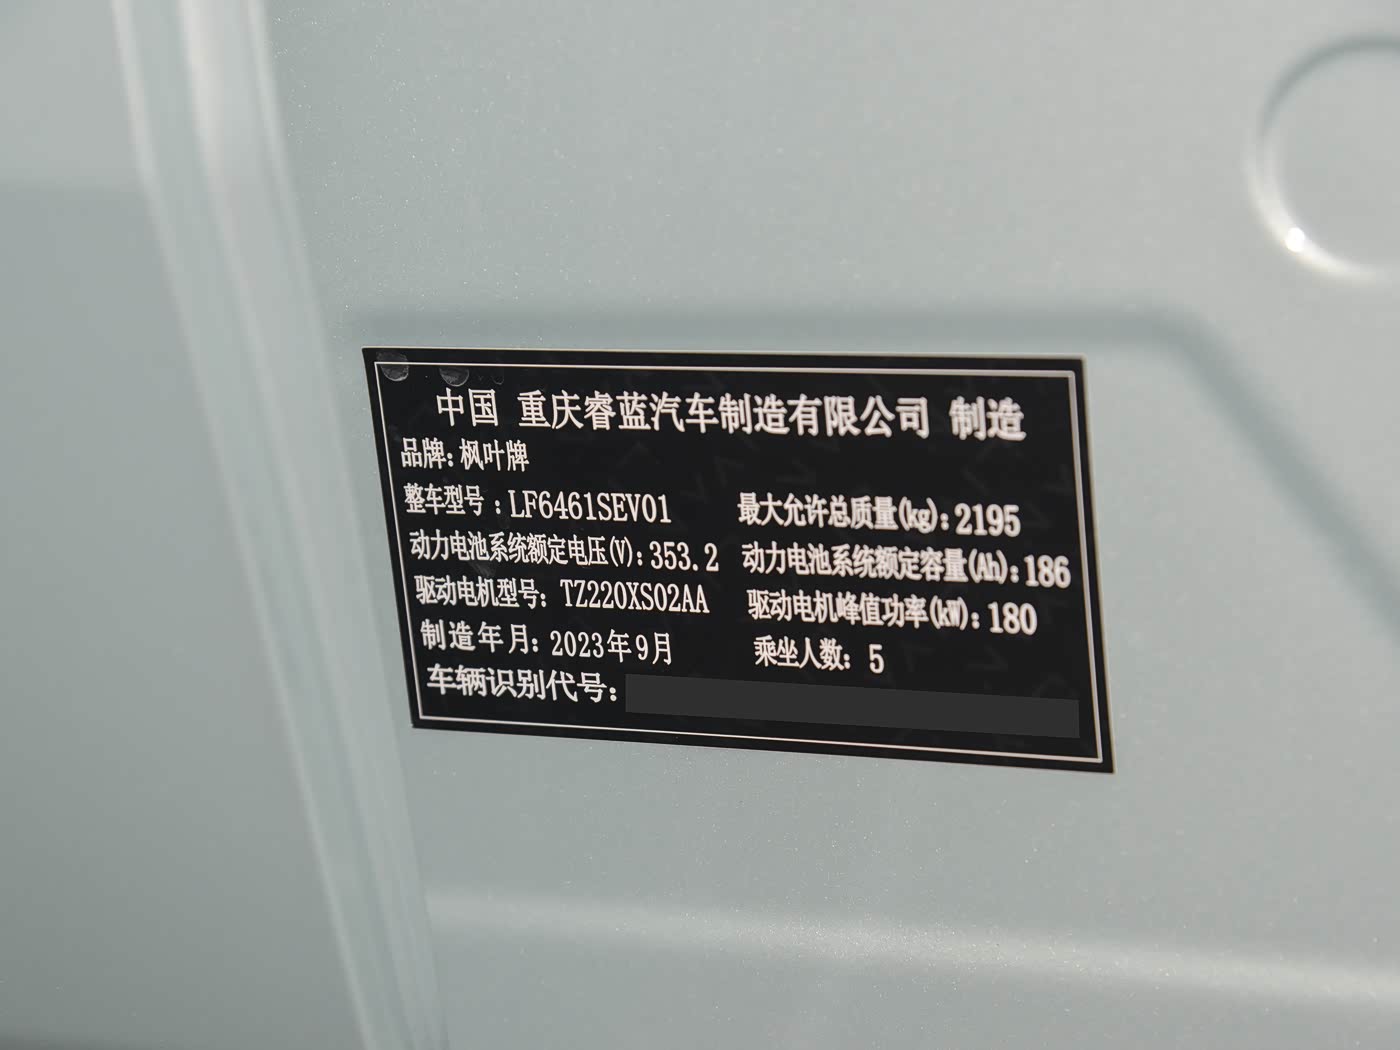 中国 重庆睿蓝汽车制造有限公司 制造
品牌:枫叶牌
整车型号:LF6461SEV01 最大允许总质量(kg):2195
动力电池系统额定电压(V):353.2 动力电池系统额定容量(Ah):186
驱动电机型号:TZ220XS02AA 驱动电机峰值功率(kW):180
制造年月:2023年9月 乘坐人数:5
车辆识别代号: